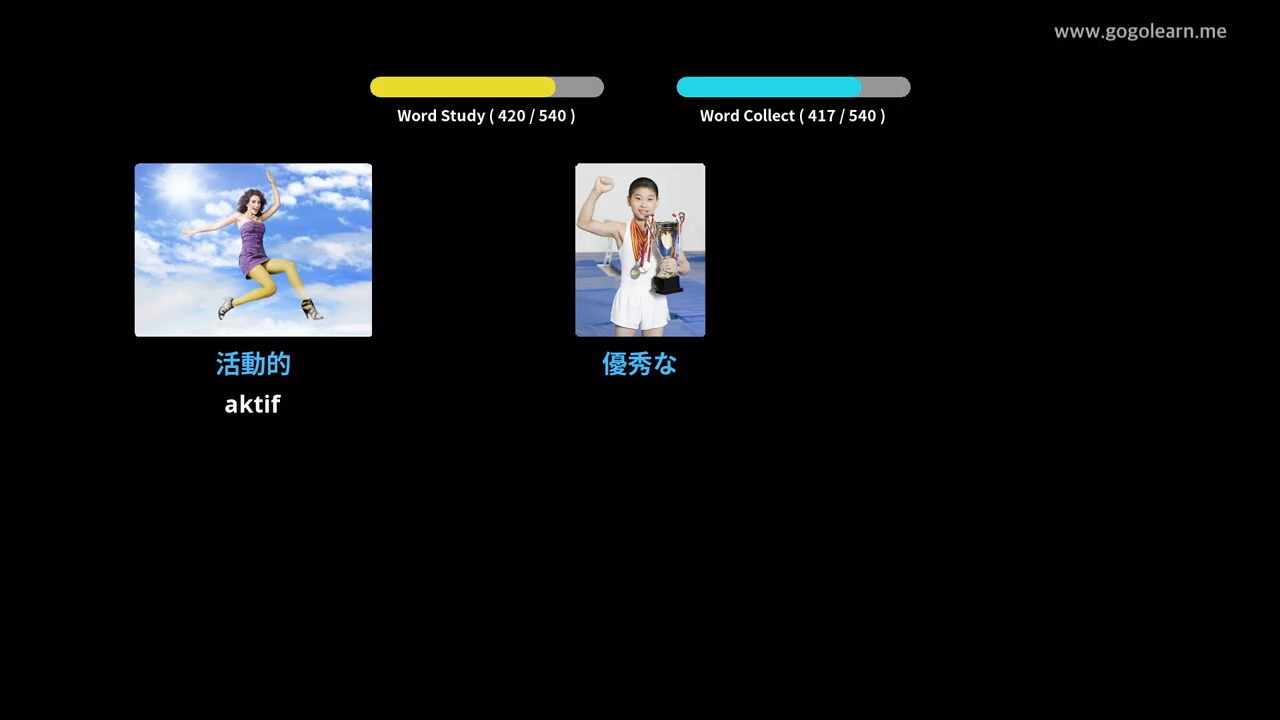 www.gogolearn.me
Word Study ( 420 / 540 )
Word Collect ( 417 / 540 )
活動的
優秀な
aktif